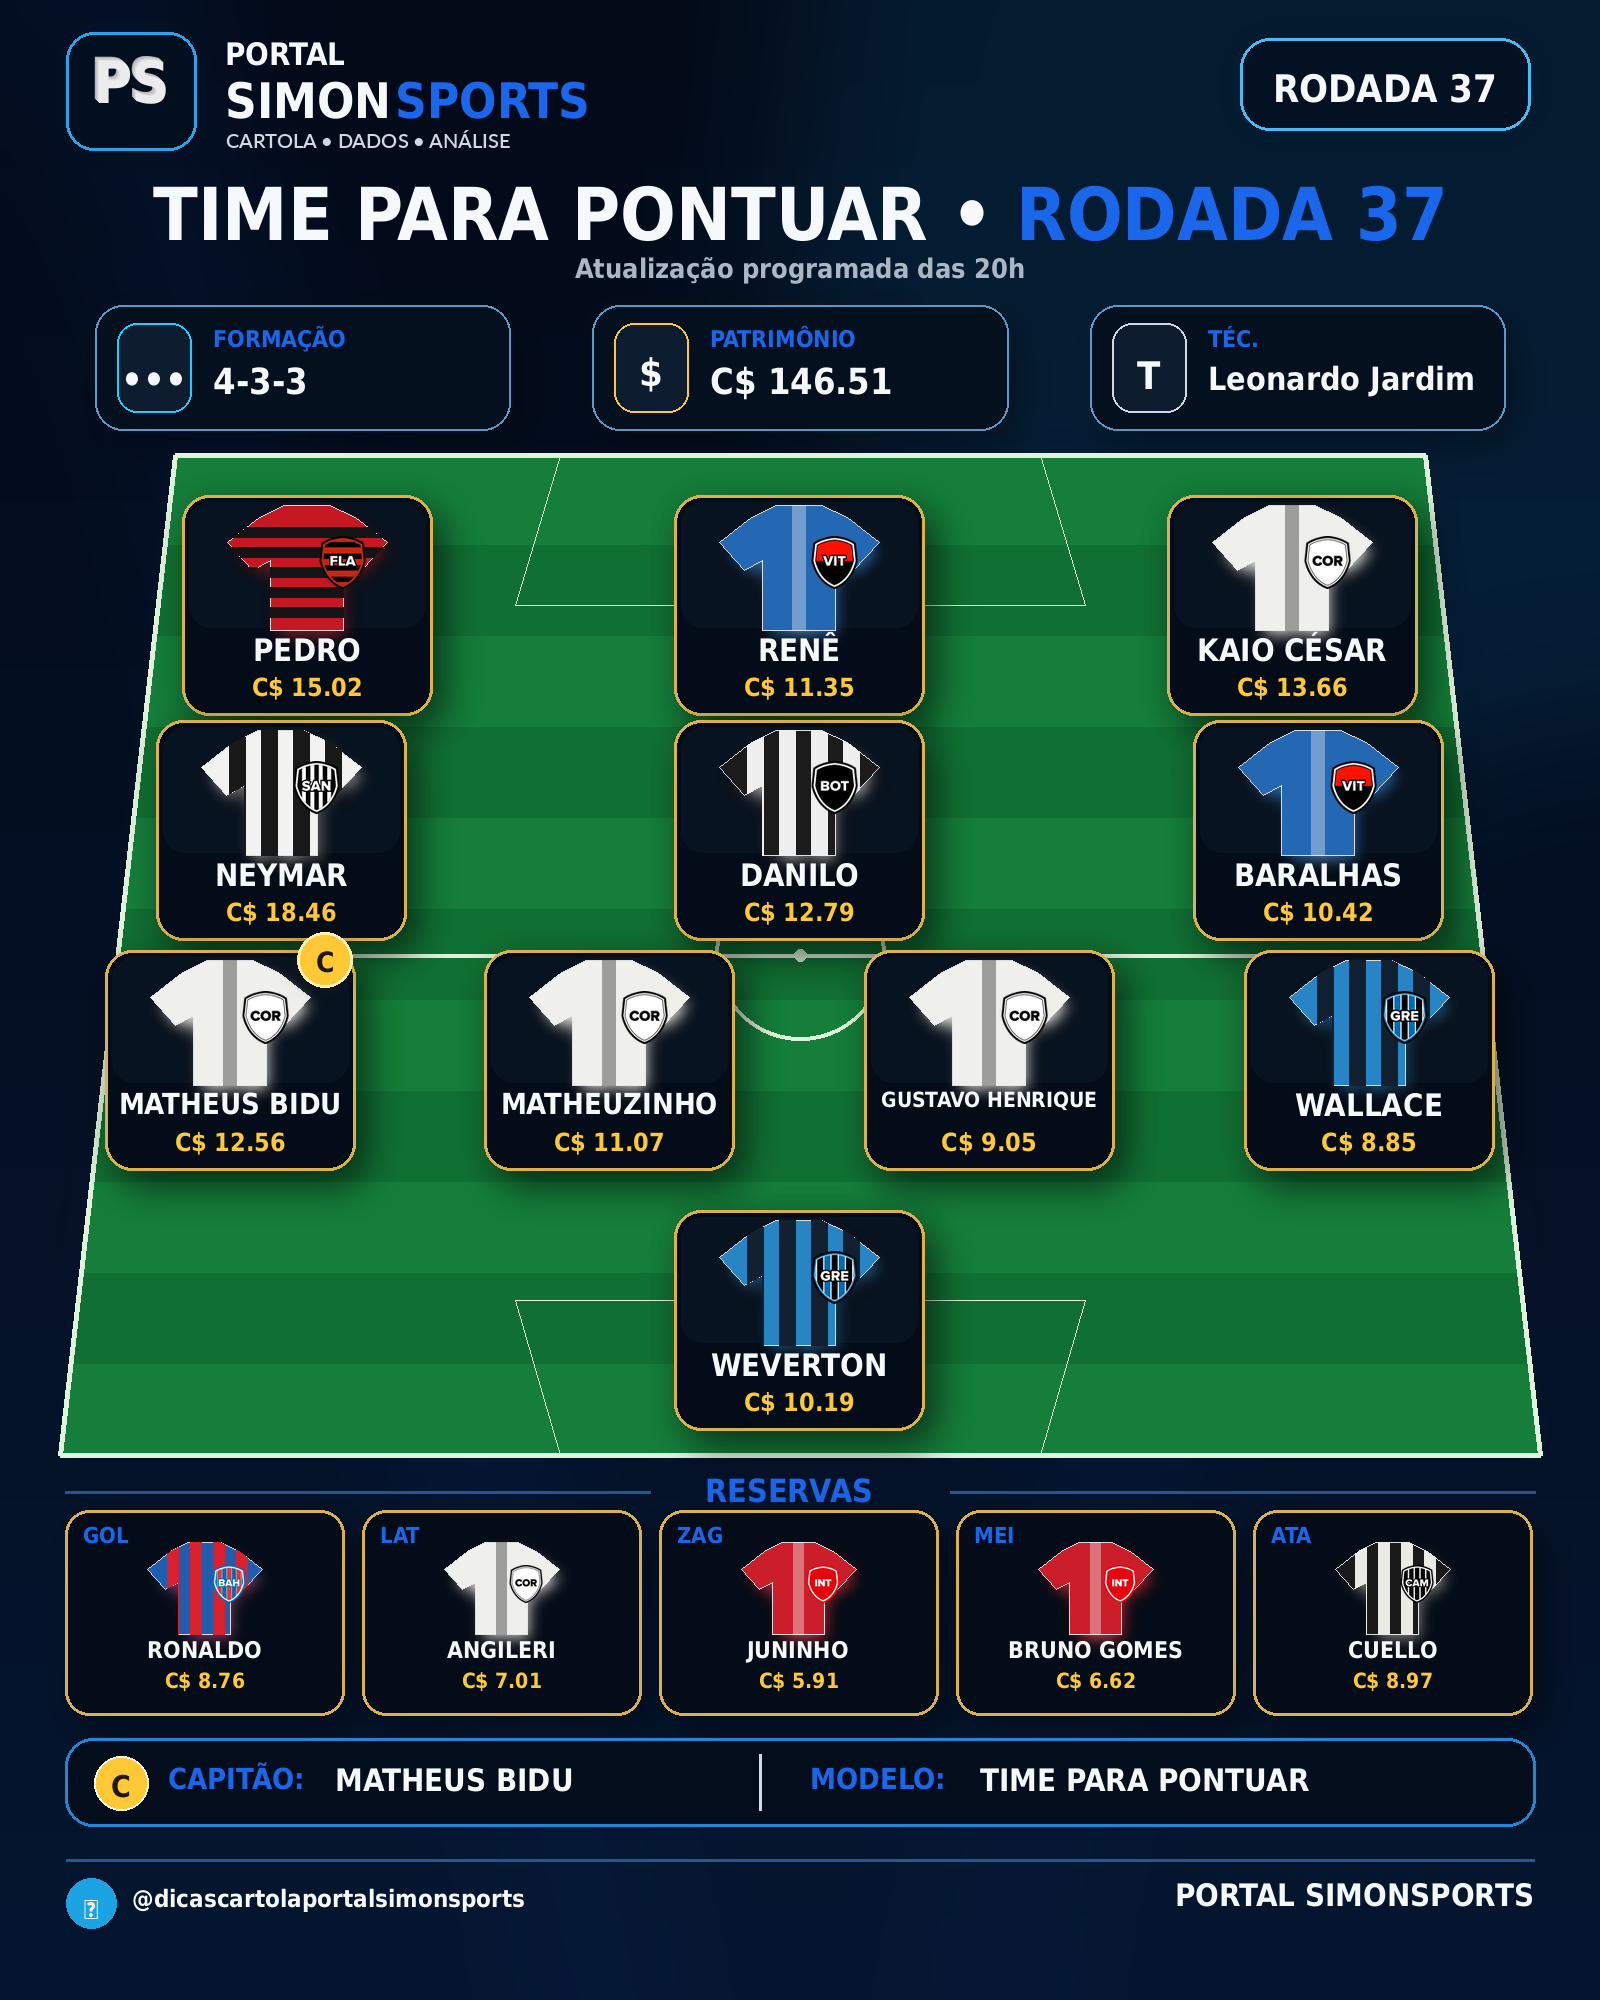 PS
PORTAL
SIMONSPORTS
CARTOLA • DADOS • ANÁLISE
RODADA 37
TIME PARA PONTUAR • RODADA 37
Atualização programada das 20h
FORMAÇÃO
4-3-3
$
PATRIMÔNIO
C$ 146.51
T
TÉC.
Leonardo Jardim
FLA
PEDRO
C$ 15.02
VIT
RENÊ
C$ 11.35
COR
KAIO CÉSAR
C$ 13.66
SAN
NEYMAR
C$ 18.46
BOT
DANILO
C$ 12.79
VIT
BARALHAS
C$ 10.42
C
COR
MATHEUS BIDU
C$ 12.56
COR
MATHEUZINHO
C$ 11.07
COR
GUSTAVO HENRIQUE
C$ 9.05
GRE
WALLACE
C$ 8.85
GRE
WEVERTON
C$ 10.19
RESERVAS
GOL
BAH
RONALDO
C$ 8.76
LAT
COR
ANGILERI
C$ 7.01
ZAG
INT
JUNINHO
C$ 5.91
MEI
INT
BRUNO GOMES
C$ 6.62
ATA
CAM
CUELLO
C$ 8.97
C
CAPITÃO: MATHEUS BIDU
MODELO: TIME PARA PONTUAR
@dicascartolaportalsimonsports
PORTAL SIMONSPORTS